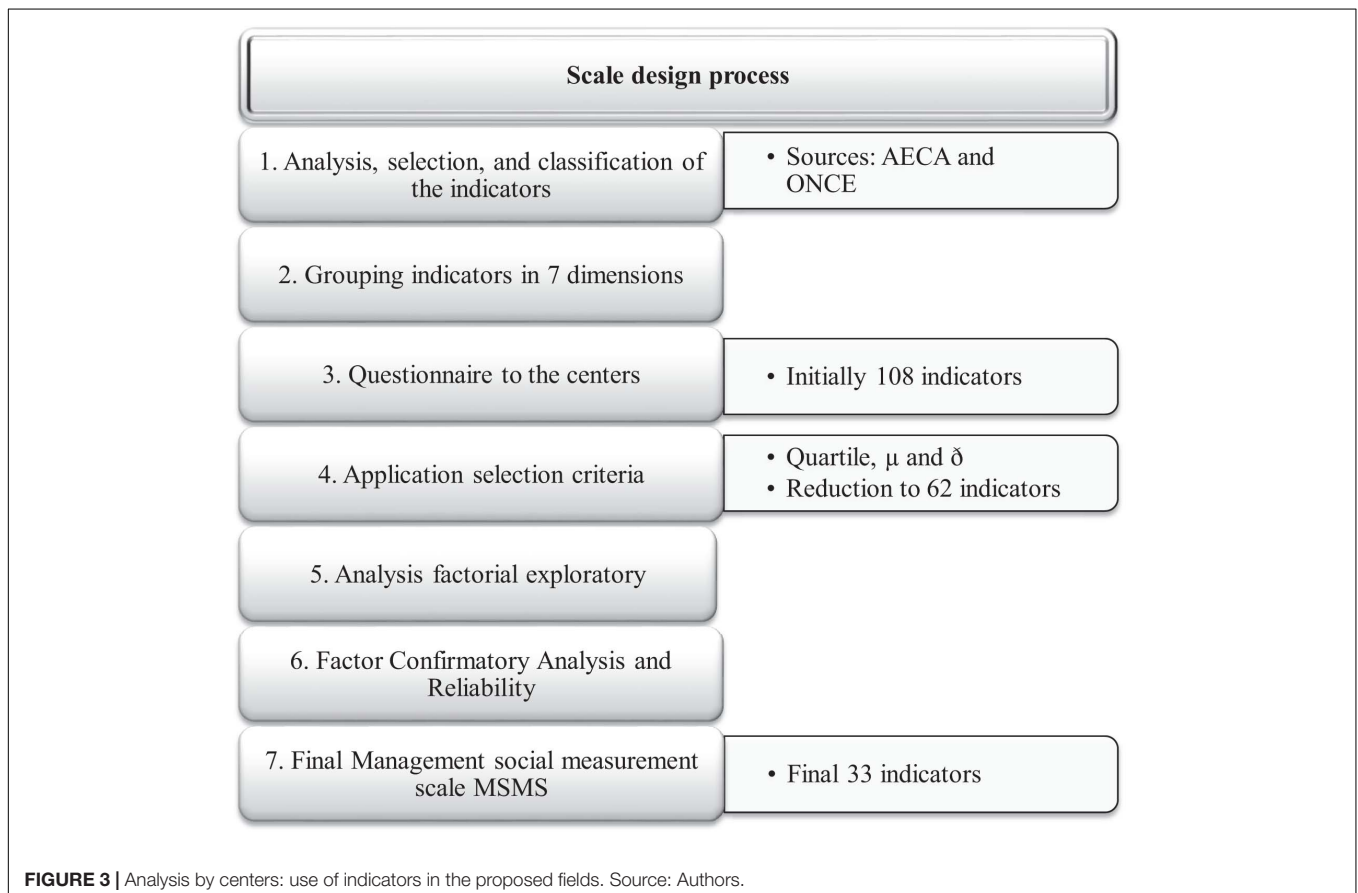 Scale design process
1. Analysis, selection, and classification of
the indicators
• Sources: AECA and
ONCE
2. Grouping indicators in 7 dimensions
3. Questionnaire to the centers
• Initially 108 indicators
4. Application selection criteria
• Quartile, μ and ð
• Reduction to 62 indicators
5. Analysis factorial exploratory
6. Factor Confirmatory Analysis and
Reliability
7. Final Management social measurement
scale MSMS
• Final 33 indicators
FIGURE 3 | Analysis by centers: use of indicators in the proposed fields. Source: Authors.